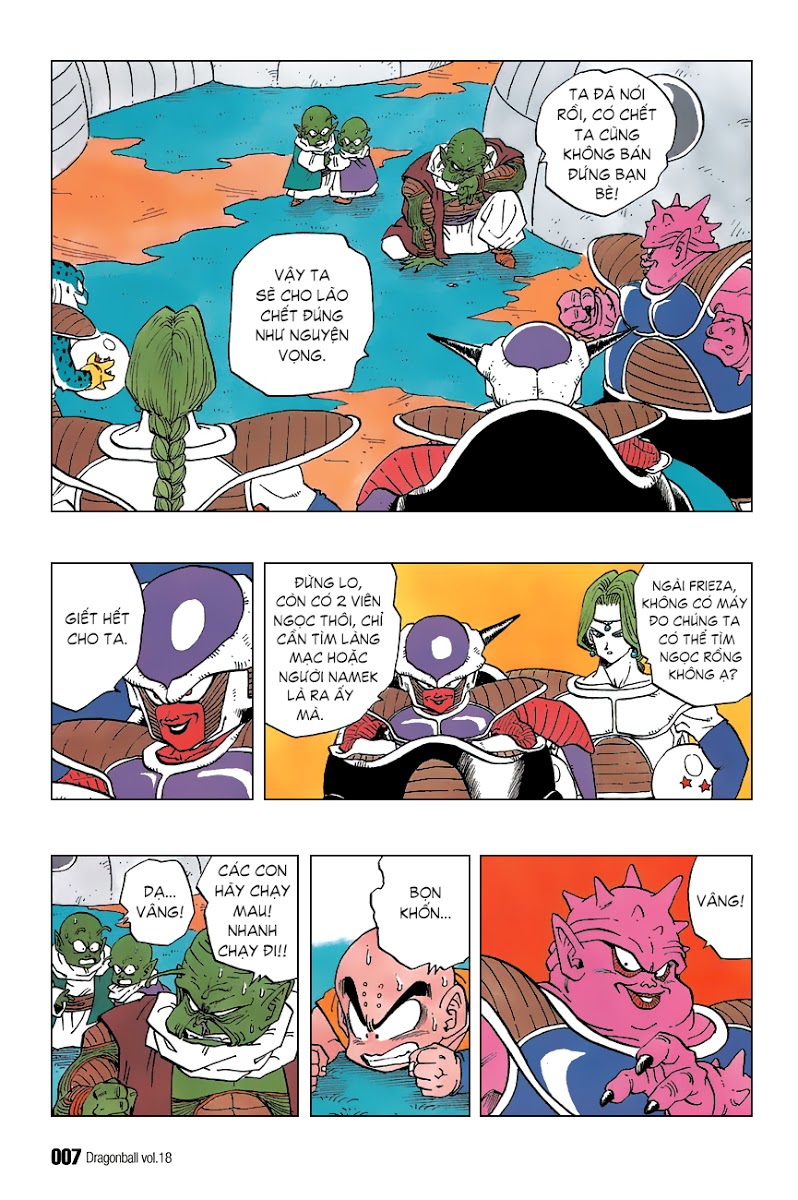 TA ĐÃ NÓI
RỒI, CÓ CHẾT
TA CŨNG
KHÔNG BÁN
ĐỨNG BẠN
BÈ!
VẬY TA
SẼ CHO LÃO
CHẾT ĐÚNG
NHƯ NGUYỆN
VỌNG.
NGÀI FRIEZA,
KHÔNG CÓ MÁY
DO CHÚNG TA
CÓ THỂ TÌM
NGỌC RỒNG
KHÔNG Ạ?
ĐỪNG LO,
CÒN CÓ 2 VIÊN
NGỌC THÔI, CHỈ
CẦN TÌM LÀNG
MẠC HOẶC
NGƯỜI NAMEK
LÀ RA ẤY
MÀ.
GIẾT HẾT
CHO TA.
VÂNG!
BỌN
KHỐN...
CÁC CON
HÃY CHẠY
MAU!
NHANH
CHẠY ĐI!!
DẠ...
VÂNG!
007 Dragonball vol.18